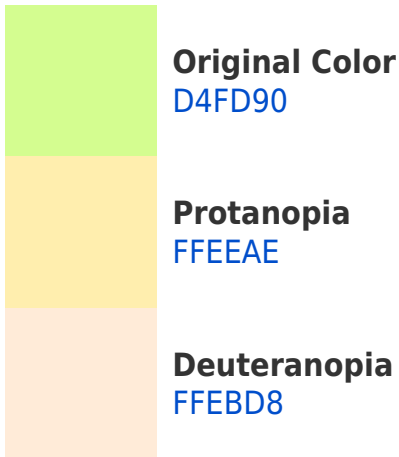 Original Color
D4FD90
Protanopia
FFEEAE
Deuteranopia
FFEBD8